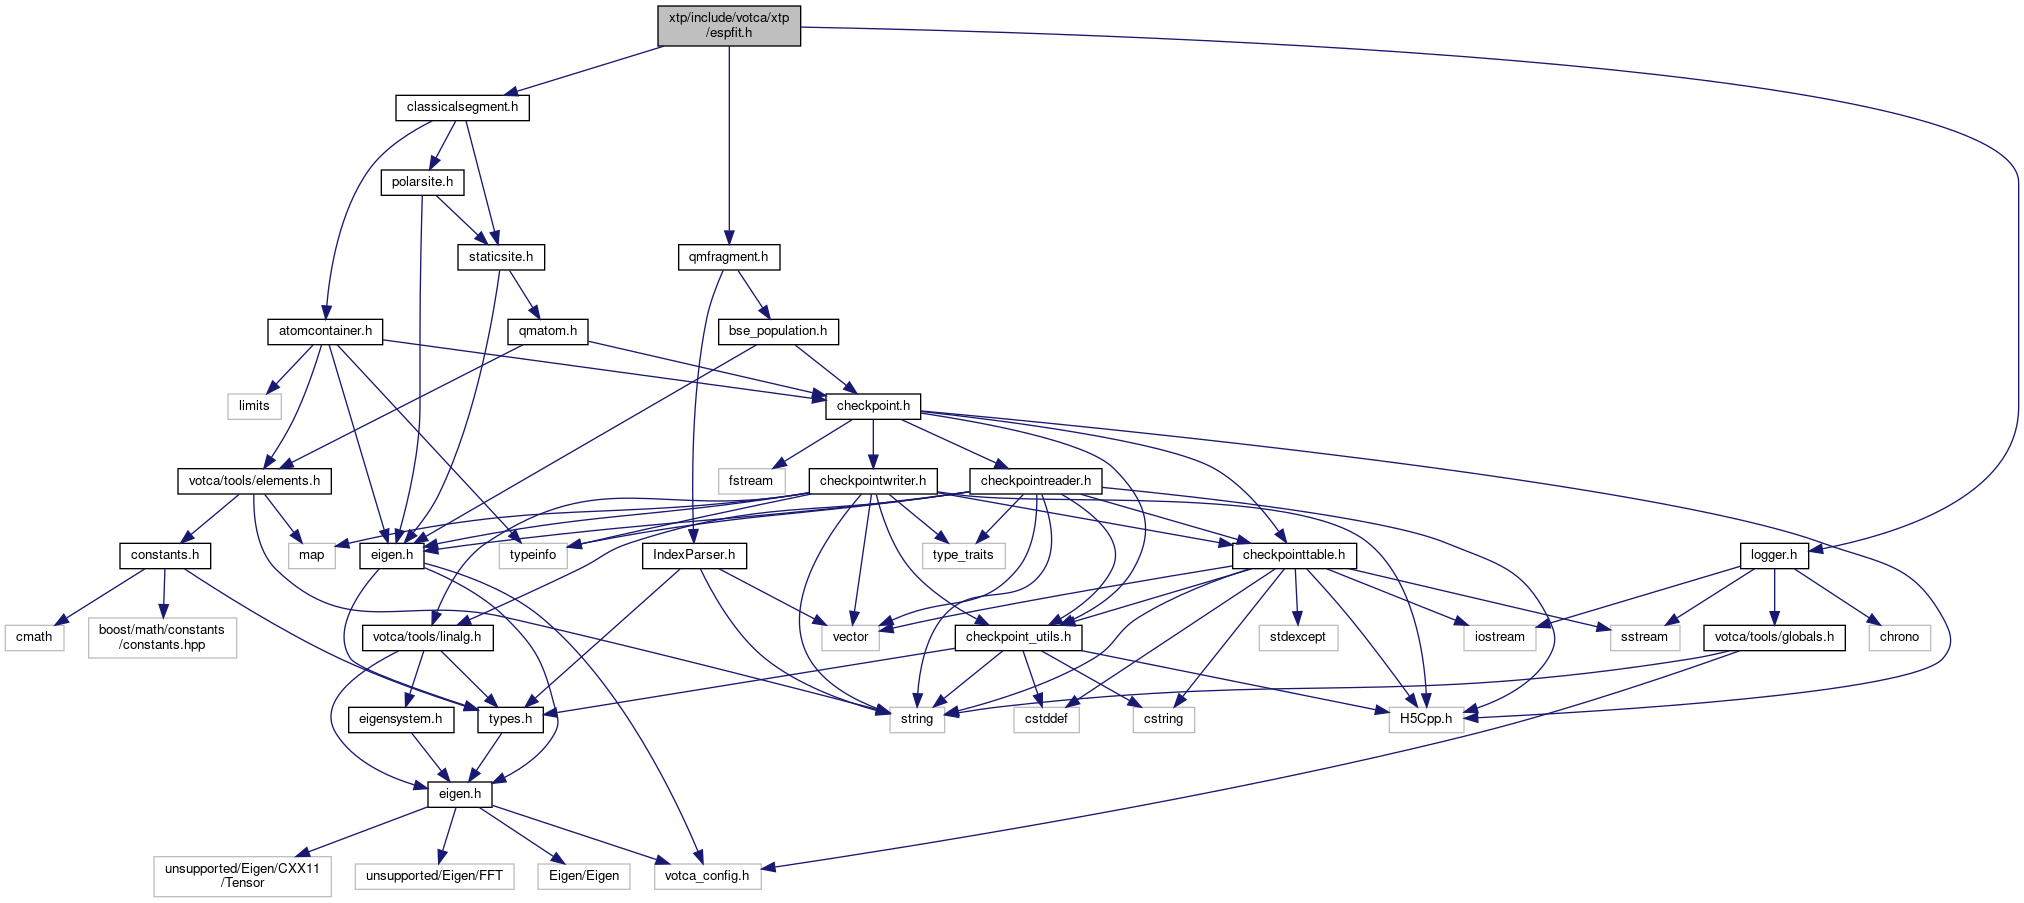 xtp/include/votca/xtp
/espfit.h
classicalsegment.h
polarsite.h
staticsite.h
qmfragment.h
atomcontainer.h
qmatom.h
bse_population.h
limits
checkpoint.h
votca/tools/elements.h
fstream
checkpointwriter.h
checkpointreader.h
constants.h
map
eigen.h
typeinfo
IndexParser.h
type_traits
checkpointtable.h
logger.h
cmath
boost/math/constants
/constants.hpp
votca/tools/linalg.h
vector
checkpoint_utils.h
stdexcept
iostream
sstream
votca/tools/globals.h
chrono
eigensystem.h
types.h
string
cstddef
cstring
H5Cpp.h
eigen.h
unsupported/Eigen/CXX11
/Tensor
unsupported/Eigen/FFT
Eigen/Eigen
votca_config.h